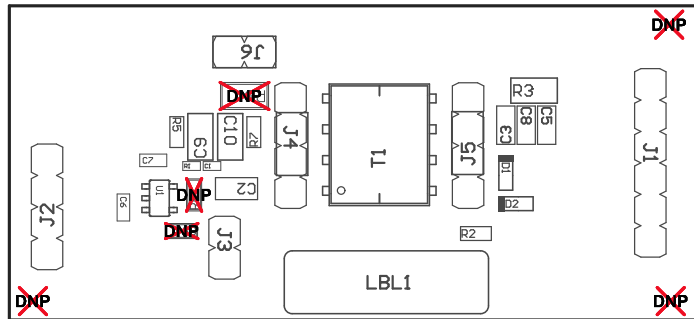 DNP
J6
DNP
R3
R5
C9
C10
R7
J4
T1
J5
C3
C8
C5
J1
C7
R1
C1
D1
U1
DNP
C2
C6
D2
J2
DNP
J3
R2
LBL1
DNP
DNP